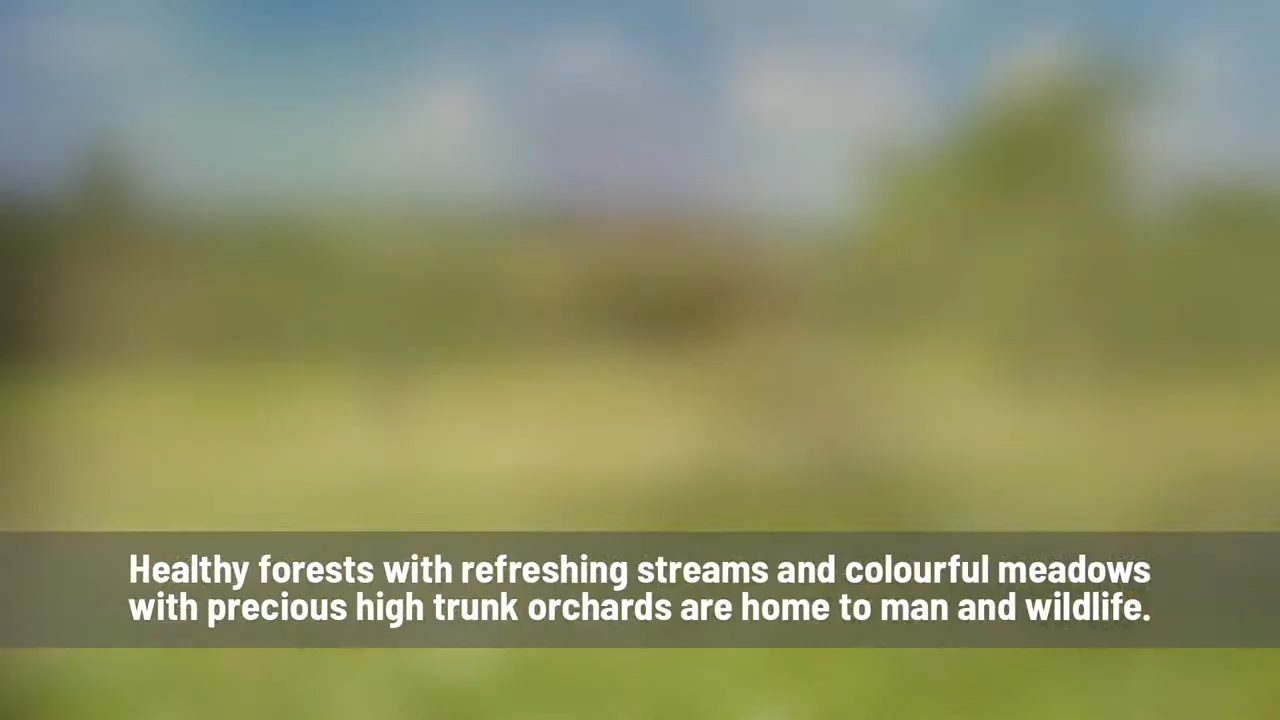 Healthy forests with refreshing streams and colourful meadows
with precious high trunk orchards are home to man and wildlife.